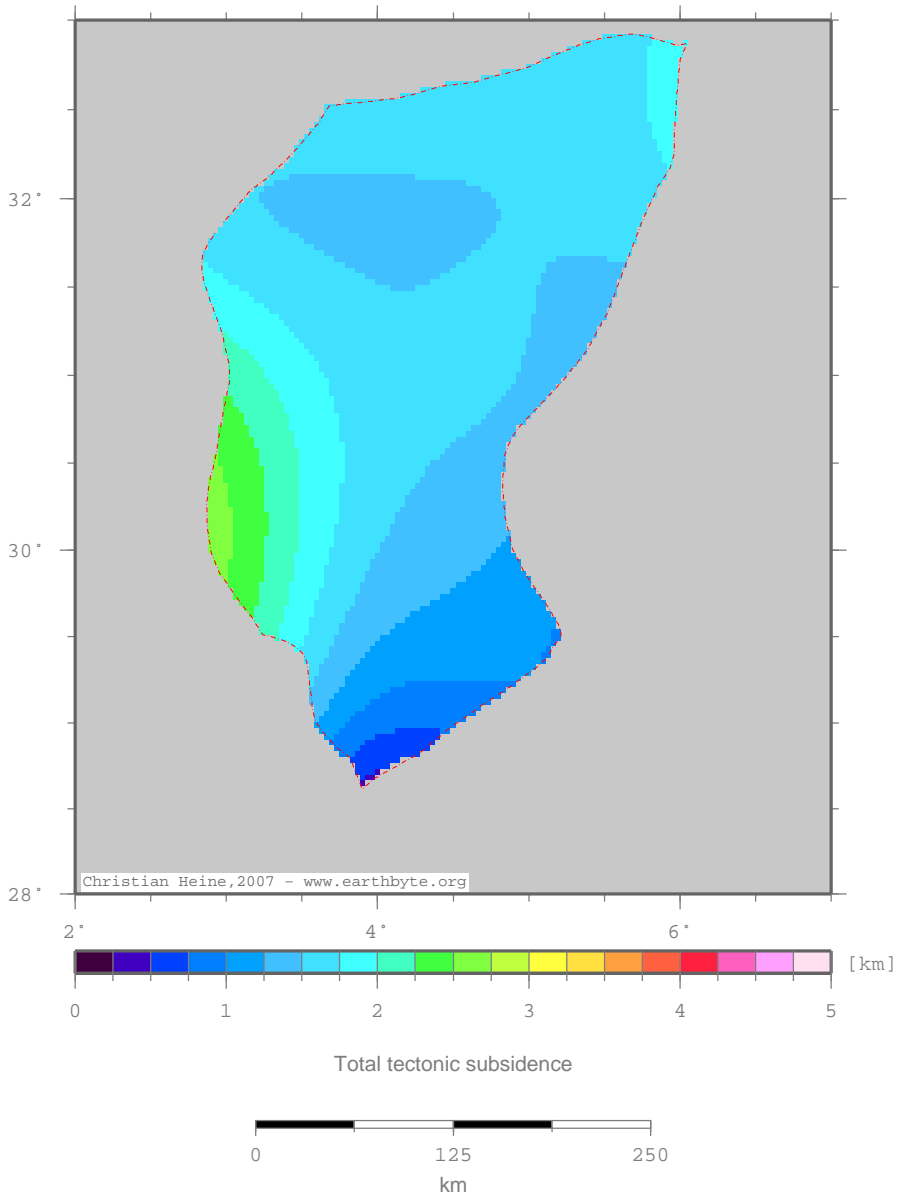 32°
30°
28°
Christian Heine,2007 - www.earthbyte.org
2° 4° 6°
[km]
0 1 2 3 4 5
Total tectonic subsidence
0 125 250
km